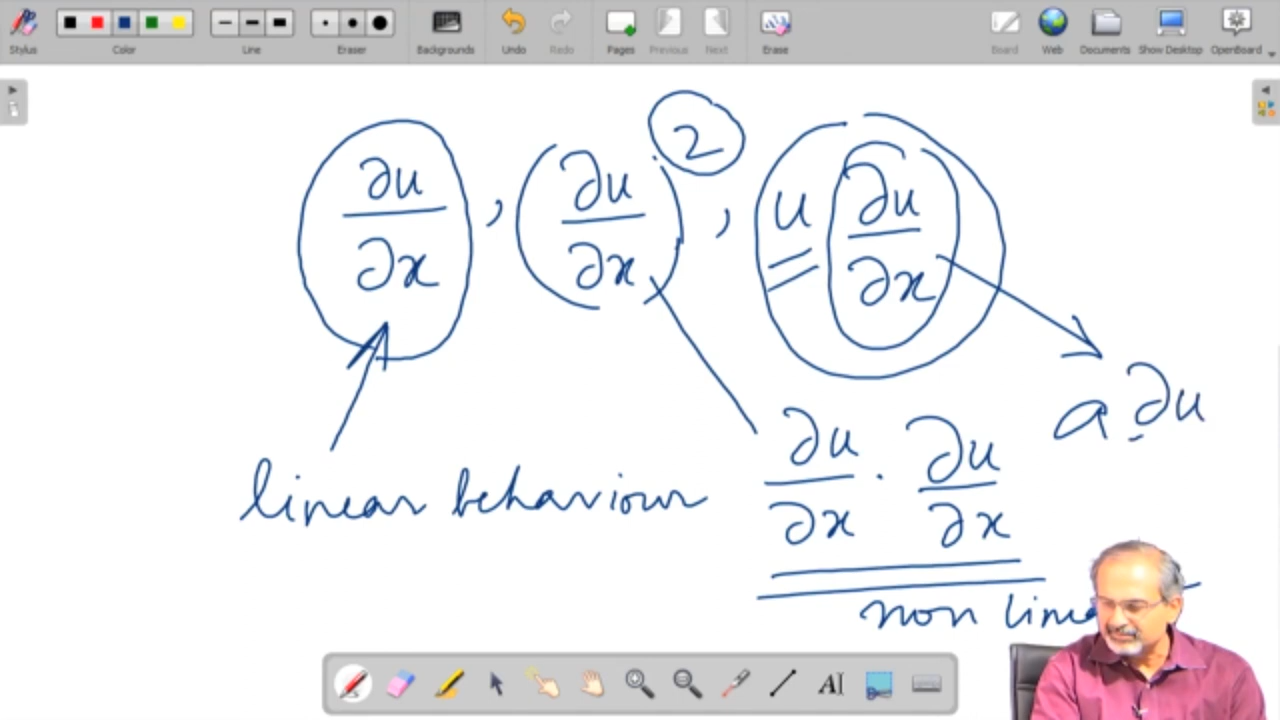 Stylus Color Line Eraser Backgrounds Undo Redo Pages Previous Next Erase Board Web Documents Show Desktop OpenBoard
∂u/∂x , (∂u/∂x)² , u ∂u/∂x
a ∂u
linear behaviour
∂u/∂x · ∂u/∂x
non
AI